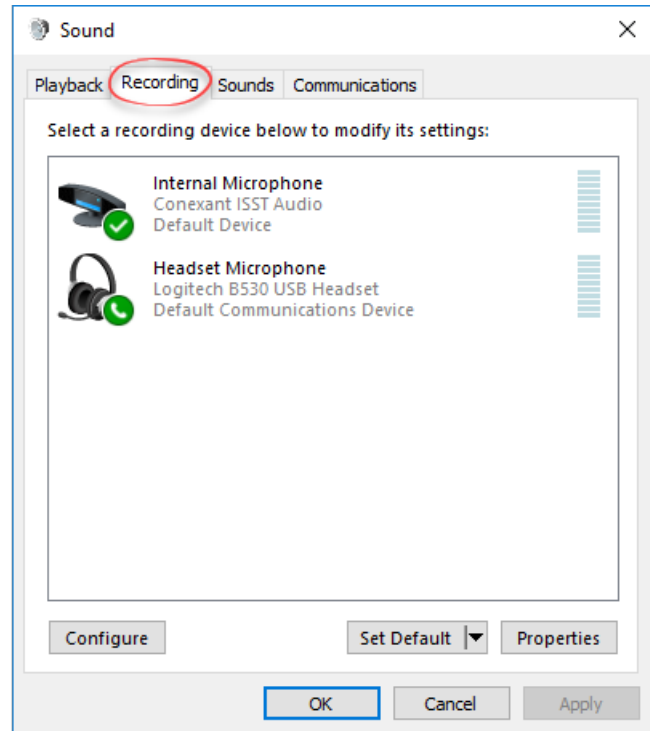 Sound
Playback Recording Sounds Communications
Select a recording device below to modify its settings:
Internal Microphone
Conexant ISST Audio
Default Device
Headset Microphone
Logitech B530 USB Headset
Default Communications Device
Configure Set Default Properties
OK Cancel Apply